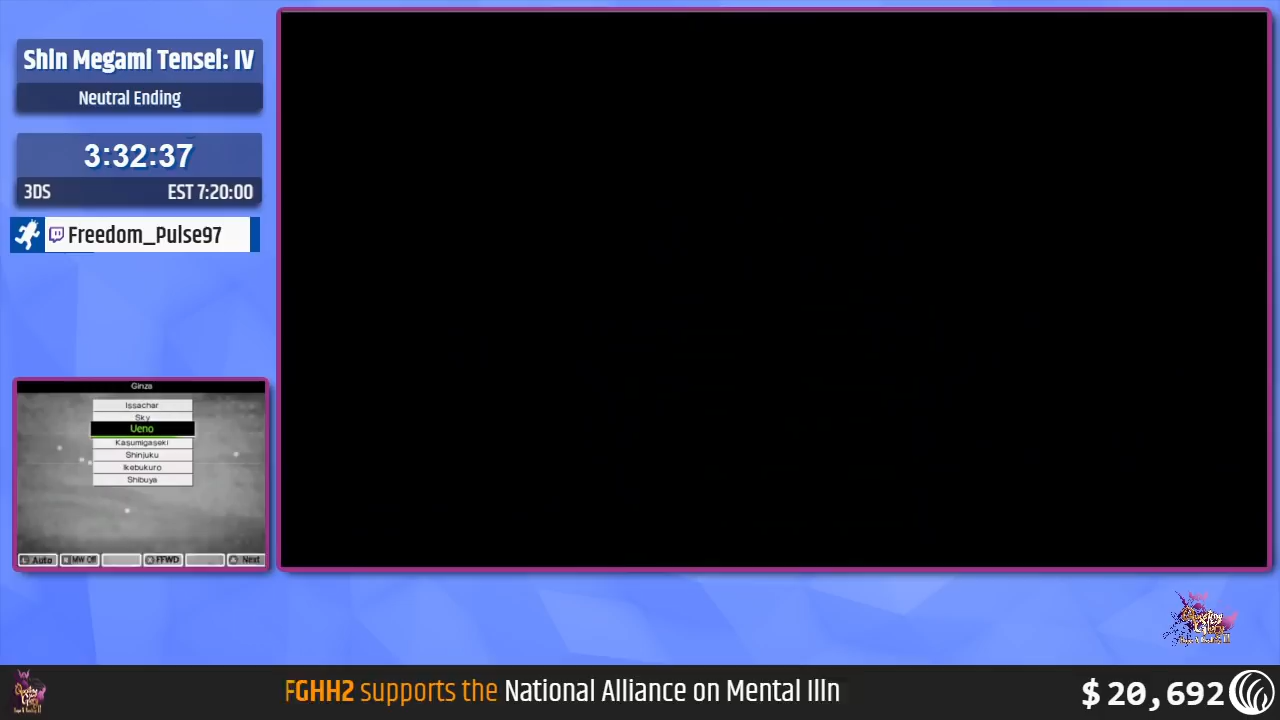 Shin Megami Tensei: IV
Neutral Ending
3:32:37
3DS EST 7:20:00
Freedom_Pulse97
Ginza
Issachar
Sky
Ueno
Kasumigaseki
Shinjuku
Ikebukuro
Shibuya
L Auto R MW Off X FFWD A Next
FGHH2 supports the National Alliance on Mental Illn
$20,692